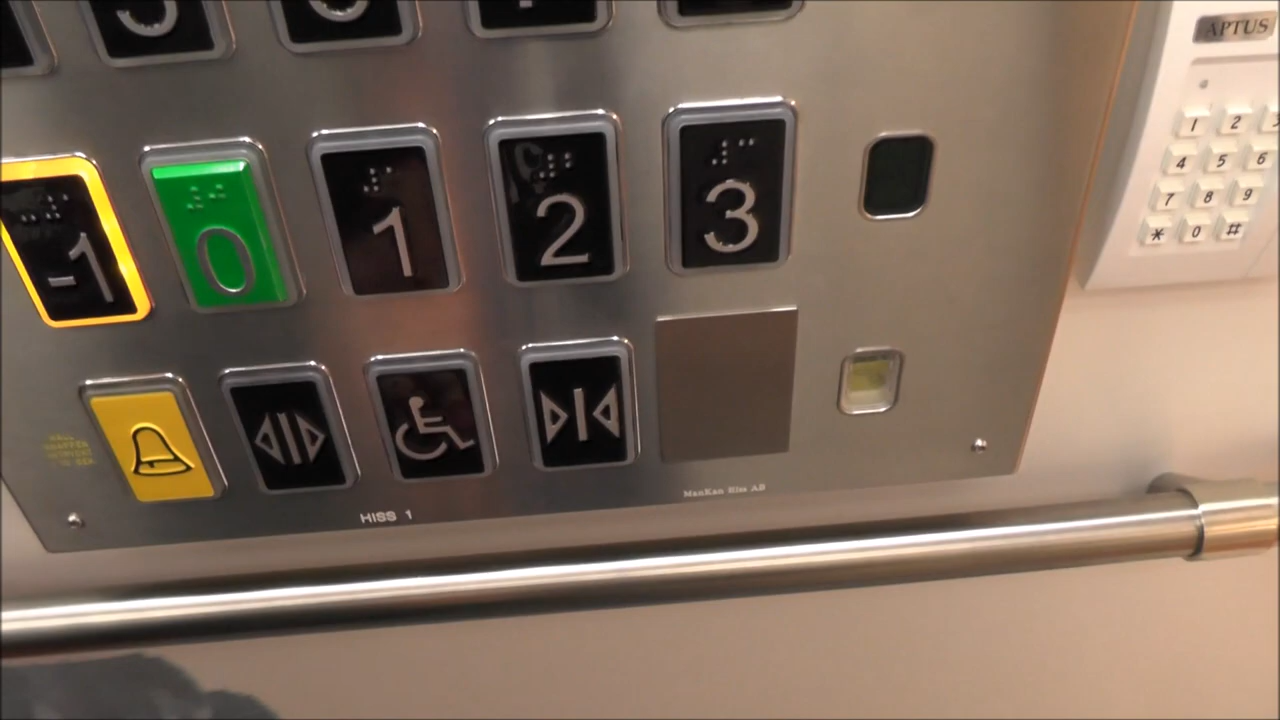 APTUS
1 2 3
4 5 6
7 8 9
* 0 #
-1 0 1 2 3
HISS 1
ManKan Hiss AB